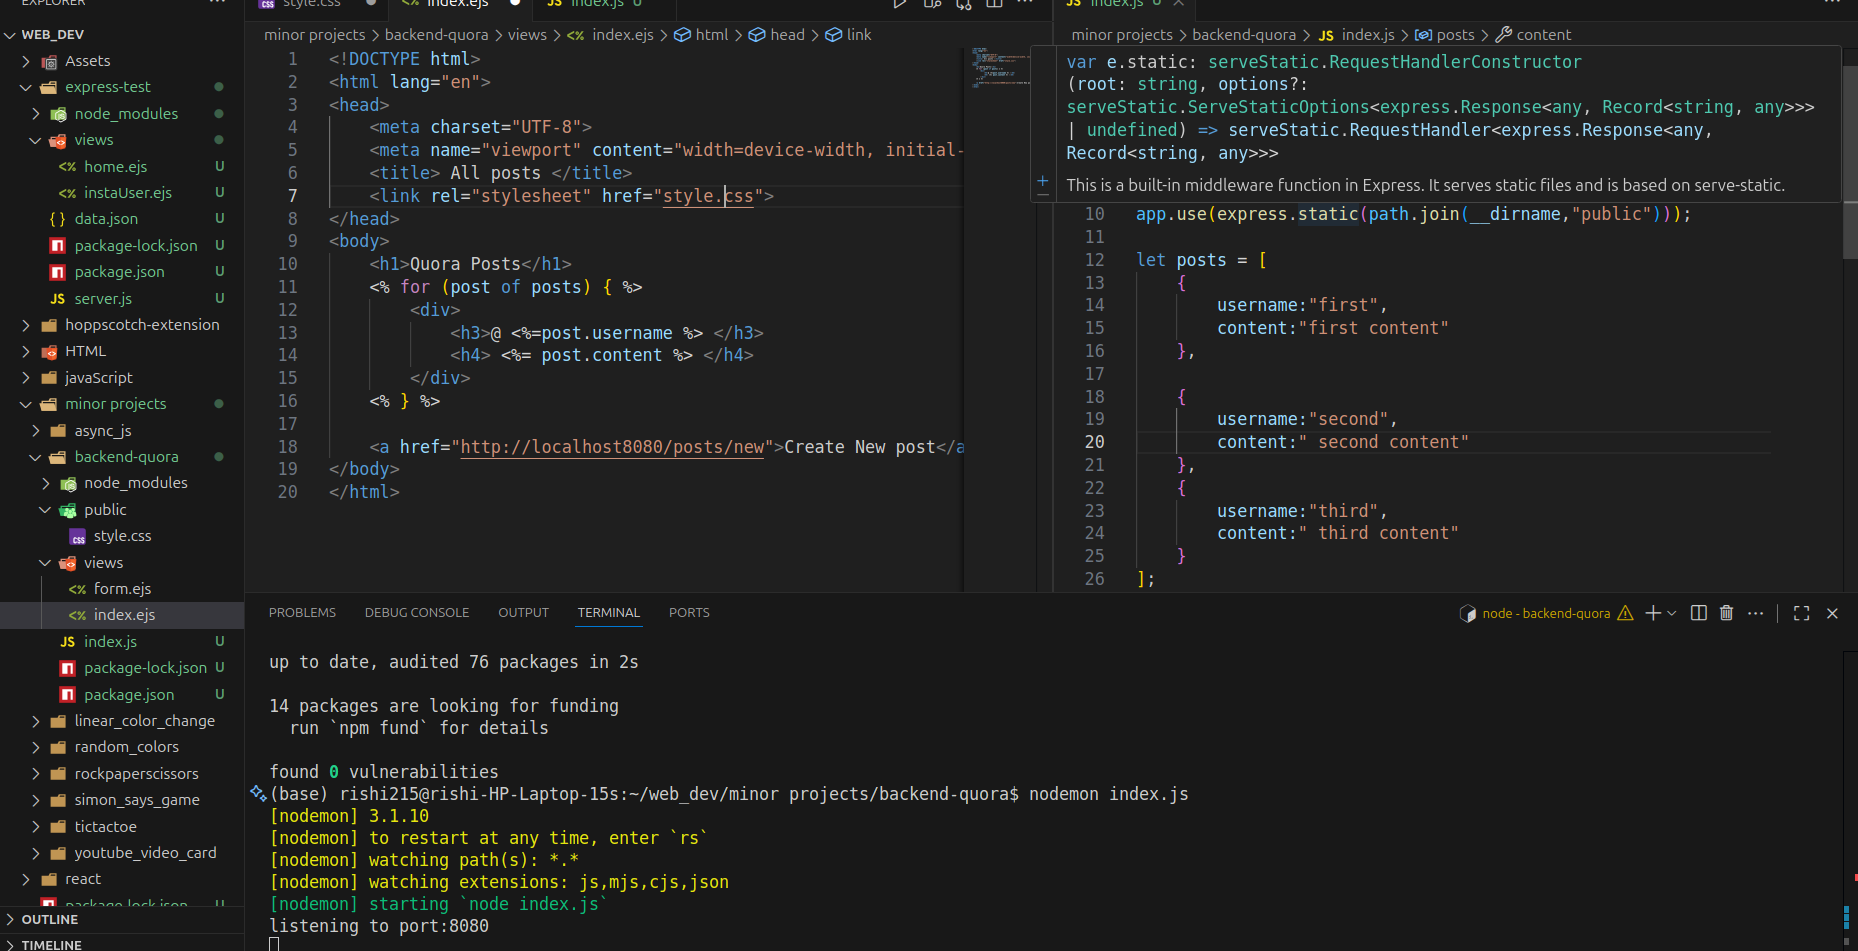 EXPLORER
WEB_DEV
Assets
express-test
node_modules
views
home.ejs U
instaUser.ejs U
{ } data.json U
package-lock.json U
package.json U
JS server.js U
hoppscotch-extension
HTML
javaScript
minor projects
async_js
backend-quora
node_modules
public
style.css
views
form.ejs
index.ejs
JS index.js U
package-lock.json U
package.json U
linear_color_change
random_colors
rockpaperscissors
simon_says_game
tictactoe
youtube_video_card
react
package-lock.json
OUTLINE
TIMELINE
style.css
<% index.ejs
JS index.js U
minor projects > backend-quora > views > <% index.ejs > html > head > link
1 <!DOCTYPE html>
2 <html lang="en">
3 <head>
4 <meta charset="UTF-8">
5 <meta name="viewport" content="width=device-width, initial-
6 <title> All posts </title>
7 <link rel="stylesheet" href="style.css">
8 </head>
9 <body>
10 <h1>Quora Posts</h1>
11 <% for (post of posts) { %>
12 <div>
13 <h3>@ <%=post.username %> </h3>
14 <h4> <%= post.content %> </h4>
15 </div>
16 <% } %>
17
18 <a href="http://localhost8080/posts/new">Create New post</a
19 </body>
20 </html>
JS index.js U
minor projects > backend-quora > JS index.js > posts > content
var e.static: serveStatic.RequestHandlerConstructor
(root: string, options?:
serveStatic.ServeStaticOptions<express.Response<any, Record<string, any>>>
| undefined) => serveStatic.RequestHandler<express.Response<any,
Record<string, any>>>
This is a built-in middleware function in Express. It serves static files and is based on serve-static.
10 app.use(express.static(path.join(__dirname,"public")));
11
12 let posts = [
13 {
14 username:"first",
15 content:"first content"
16 },
17
18 {
19 username:"second",
20 content:" second content"
21 },
22 {
23 username:"third",
24 content:" third content"
25 }
26 ];
PROBLEMS DEBUG CONSOLE OUTPUT TERMINAL PORTS
node - backend-quora
up to date, audited 76 packages in 2s
14 packages are looking for funding
run `npm fund` for details
found 0 vulnerabilities
(base) rishi215@rishi-HP-Laptop-15s:~/web_dev/minor projects/backend-quora$ nodemon index.js
[nodemon] 3.1.10
[nodemon] to restart at any time, enter `rs`
[nodemon] watching path(s): *.*
[nodemon] watching extensions: js,mjs,cjs,json
[nodemon] starting `node index.js`
listening to port:8080